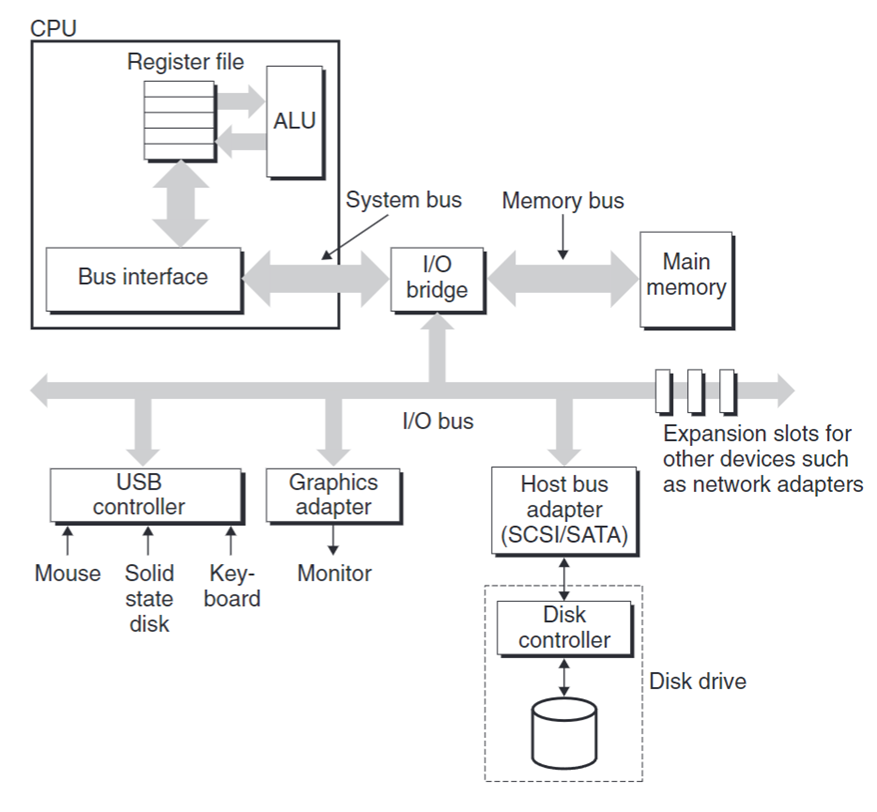 CPU
Register file
ALU
System bus
Memory bus
Bus interface
I/O
bridge
Main
memory
I/O bus
Expansion slots for
other devices such
as network adapters
USB
controller
Graphics
adapter
Host bus
adapter
(SCSI/SATA)
Mouse
Solid
state
disk
Key-
board
Monitor
Disk
controller
Disk drive